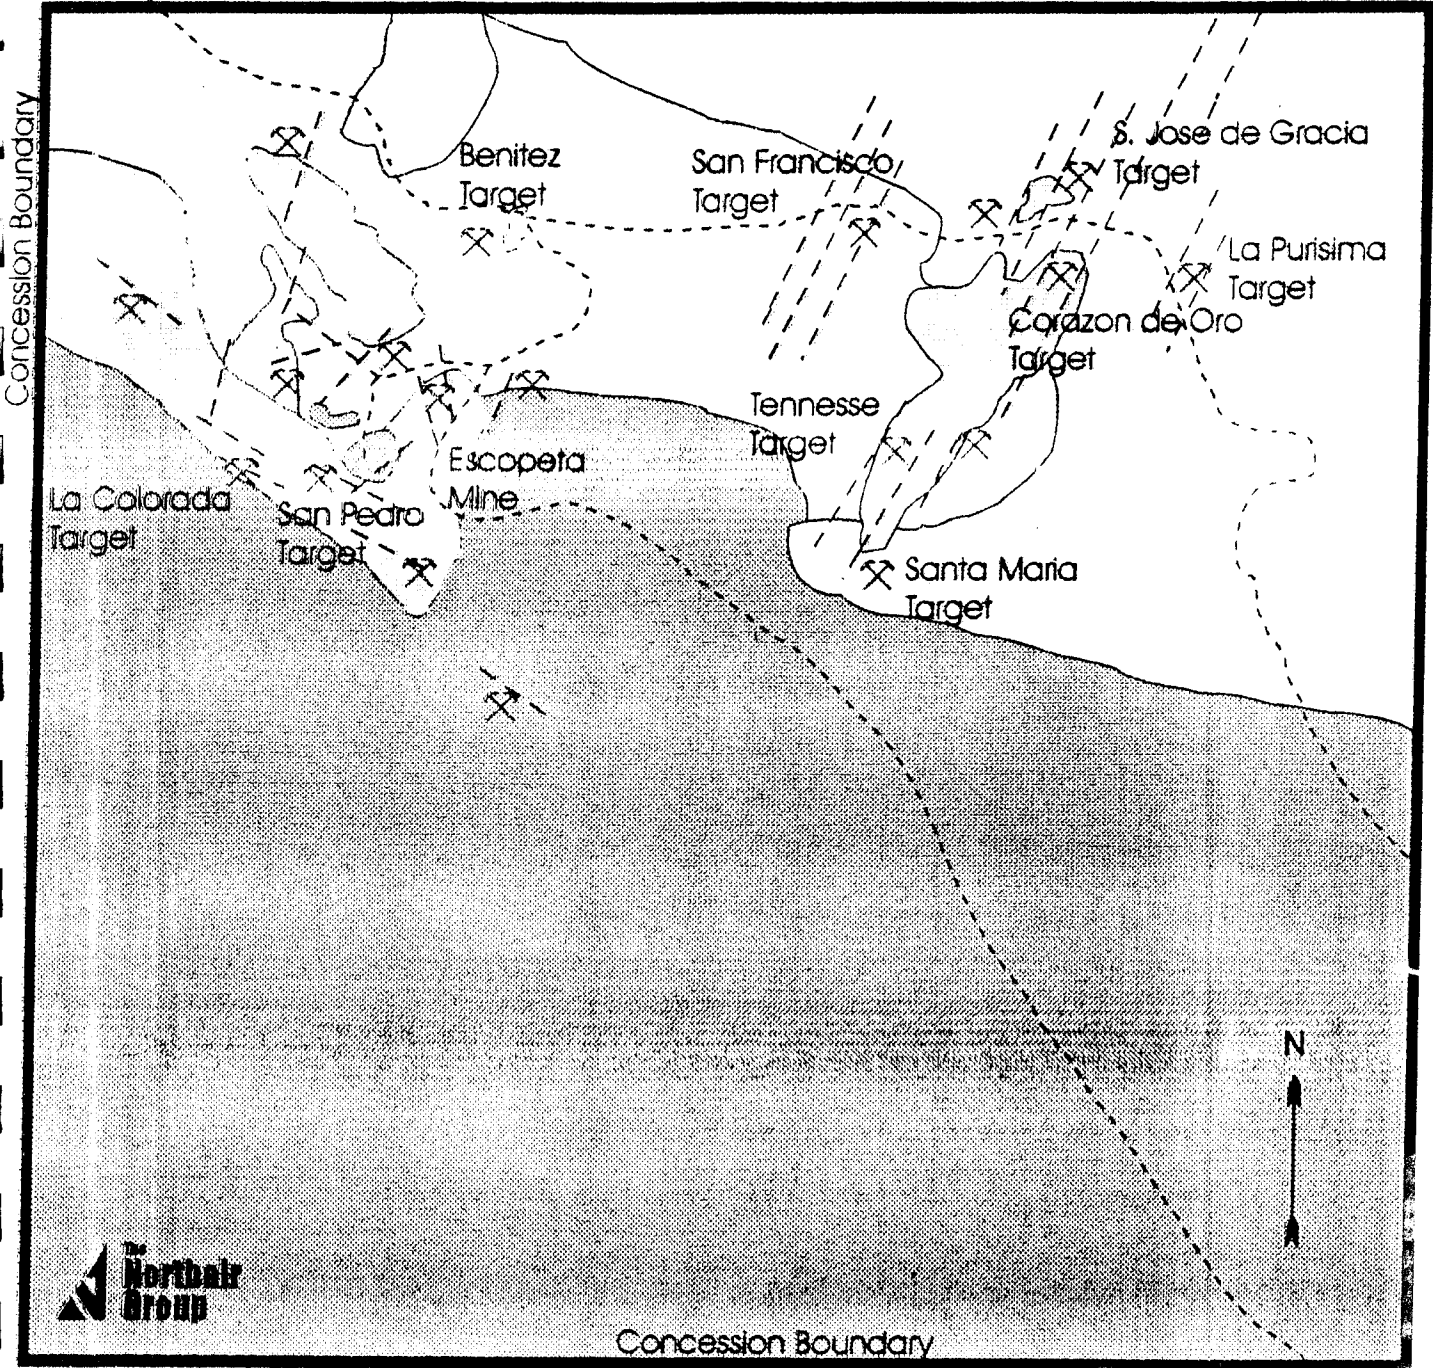 Concession Boundary
S. Jose de Gracia
Target
Benitez
Target
San Francisco
Target
La Purisima
Target
Corazon de Oro
Target
Tennesse
Target
Escopeta
Mine
La Colorada
Target
San Pedro
Target
Santa Maria
Target
N
The
Northair
Group
Concession Boundary